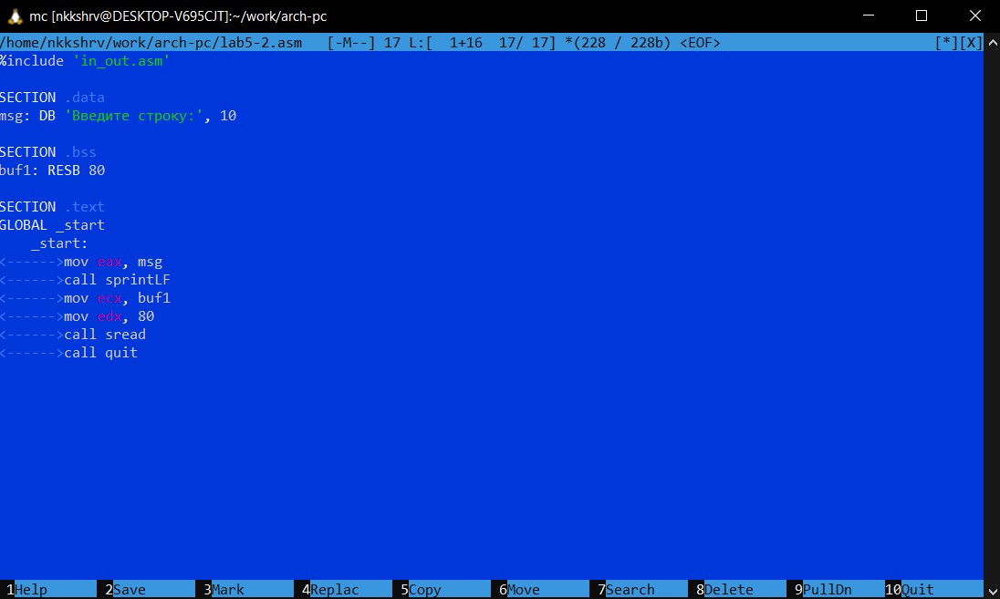 mc [nkkshrv@DESKTOP-V695CJT]:~/work/arch-pc
/home/nkkshrv/work/arch-pc/lab5-2.asm   [-M--] 17 L:[  1+16  17/ 17] *(228 / 228b) <EOF>                          [*][X]
%include 'in_out.asm'

SECTION .data
msg: DB 'Введите строку:', 10

SECTION .bss
buf1: RESB 80

SECTION .text
GLOBAL _start
    _start:
<------>mov eax, msg
<------>call sprintLF
<------>mov ecx, buf1
<------>mov edx, 80
<------>call sread
<------>call quit
1Help 2Save 3Mark 4Replac 5Copy 6Move 7Search 8Delete 9PullDn 10Quit